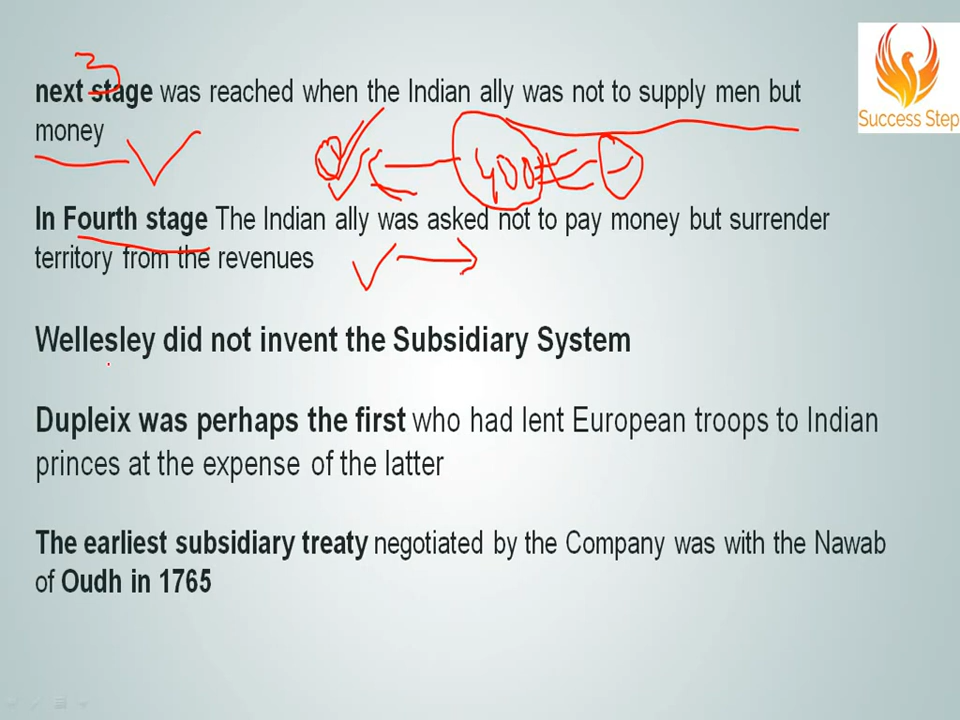 3
next stage was reached when the Indian ally was not to supply men but
money
400
In Fourth stage The Indian ally was asked not to pay money but surrender
territory from the revenues
Wellesley did not invent the Subsidiary System
Dupleix was perhaps the first who had lent European troops to Indian
princes at the expense of the latter
The earliest subsidiary treaty negotiated by the Company was with the Nawab
of Oudh in 1765
Success Step